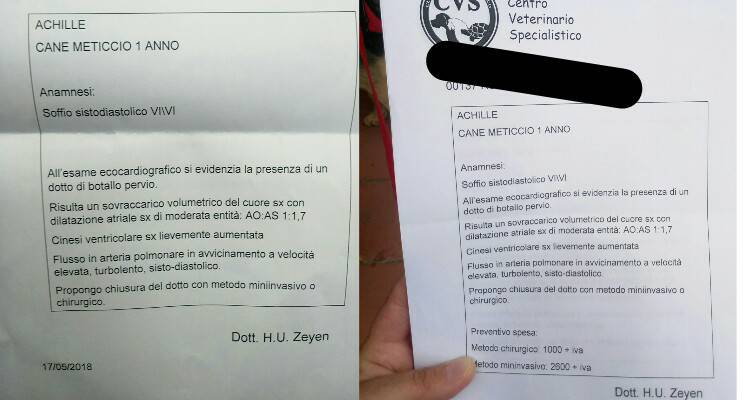 ACHILLE
CANE METICCIO 1 ANNO
Anamnesi:
Soffio sistodiastolico VI\VI
All'esame ecocardiografico si evidenzia la presenza di un
dotto di botallo pervio.
Risulta un sovraccarico volumetrico del cuore sx con
dilatazione atriale sx di moderata entità: AO:AS 1:1,7
Cinesi ventricolare sx lievemente aumentata
Flusso in arteria polmonare in avvicinamento a velocità
elevata, turbolento, sisto-diastolico.
Propongo chiusura del dotto con metodo miniinvasivo o
chirurgico.
Dott. H.U. Zeyen
17/05/2018
CVS
Centro
Veterinario
Specialistico
00137
ACHILLE
CANE METICCIO 1 ANNO
Anamnesi:
Soffio sistodiastolico VI\VI
All'esame ecocardiografico si evidenzia la presenza di un
dotto di botallo pervio.
Risulta un sovraccarico volumetrico del cuore sx con
dilatazione atriale sx di moderata entità: AO:AS 1:1,7
Cinesi ventricolare sx lievemente aumentata
Flusso in arteria polmonare in avvicinamento a velocità
elevata, turbolento, sisto-diastolico.
Propongo chiusura del dotto con metodo miniinvasivo o
chirurgico.
Preventivo spesa:
Metodo chirurgico: 1000 + iva
Metodo mininvasivo: 2600 + iva
Dott. H.U. Zeyen